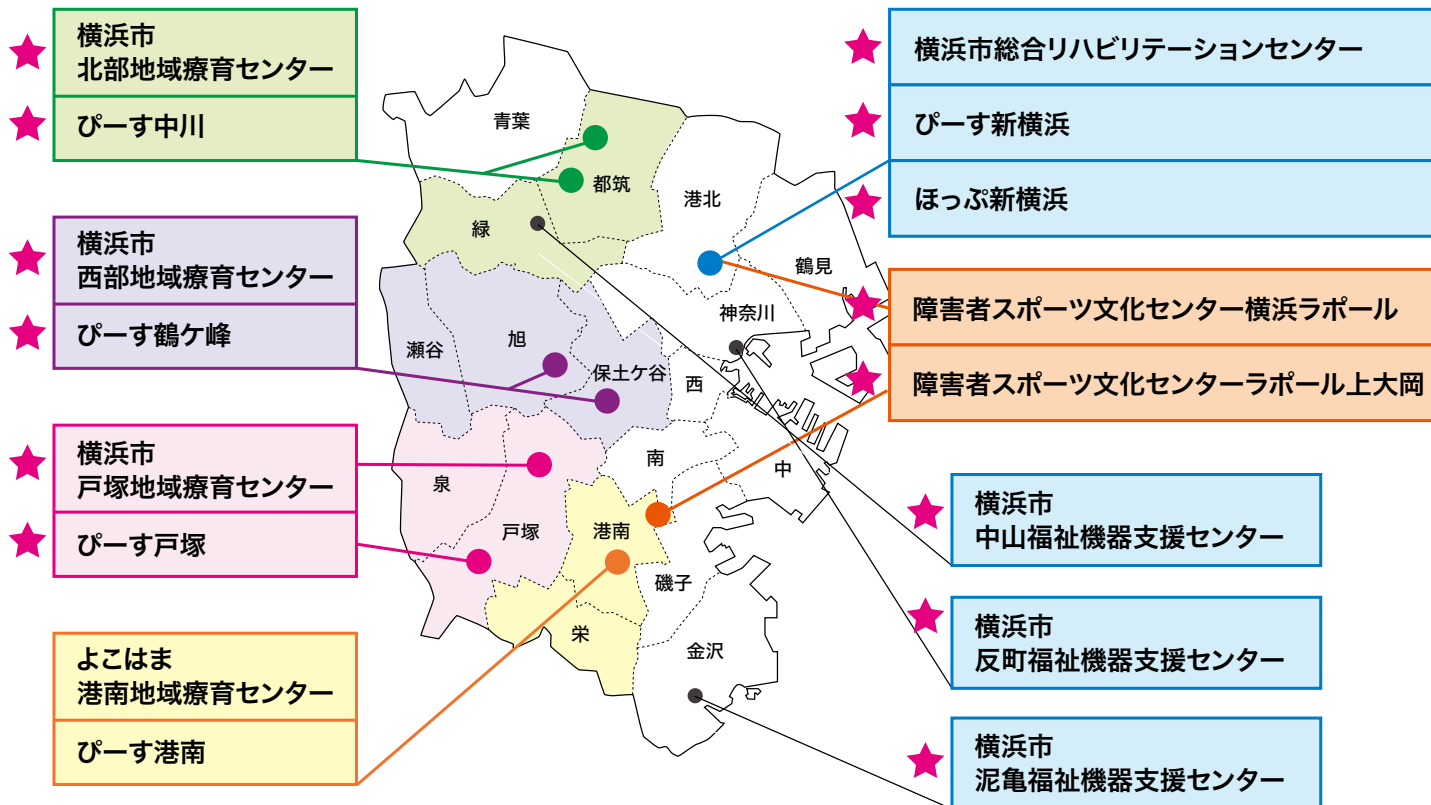 横浜市
北部地域療育センター
ぴーす中川
横浜市
西部地域療育センター
ぴーす鶴ケ峰
横浜市
戸塚地域療育センター
ぴーす戸塚
よこはま
港南地域療育センター
ぴーす港南
青葉
都筑
港北
緑
鶴見
神奈川
旭
瀬谷
保土ケ谷
西
南
中
泉
戸塚
港南
磯子
栄
金沢
横浜市総合リハビリテーションセンター
ぴーす新横浜
ほっぷ新横浜
障害者スポーツ文化センター横浜ラポール
障害者スポーツ文化センターラポール上大岡
横浜市
中山福祉機器支援センター
横浜市
反町福祉機器支援センター
横浜市
泥亀福祉機器支援センター